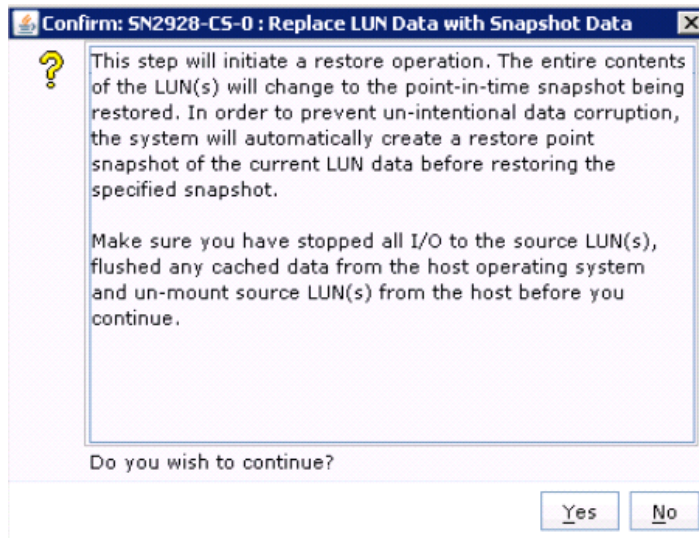 Confirm: SN2928-CS-0 : Replace LUN Data with Snapshot Data
This step will initiate a restore operation. The entire contents
of the LUN(s) will change to the point-in-time snapshot being
restored. In order to prevent un-intentional data corruption,
the system will automatically create a restore point
snapshot of the current LUN data before restoring the
specified snapshot.
Make sure you have stopped all I/O to the source LUN(s),
flushed any cached data from the host operating system
and un-mount source LUN(s) from the host before you
continue.
Do you wish to continue?
Yes No